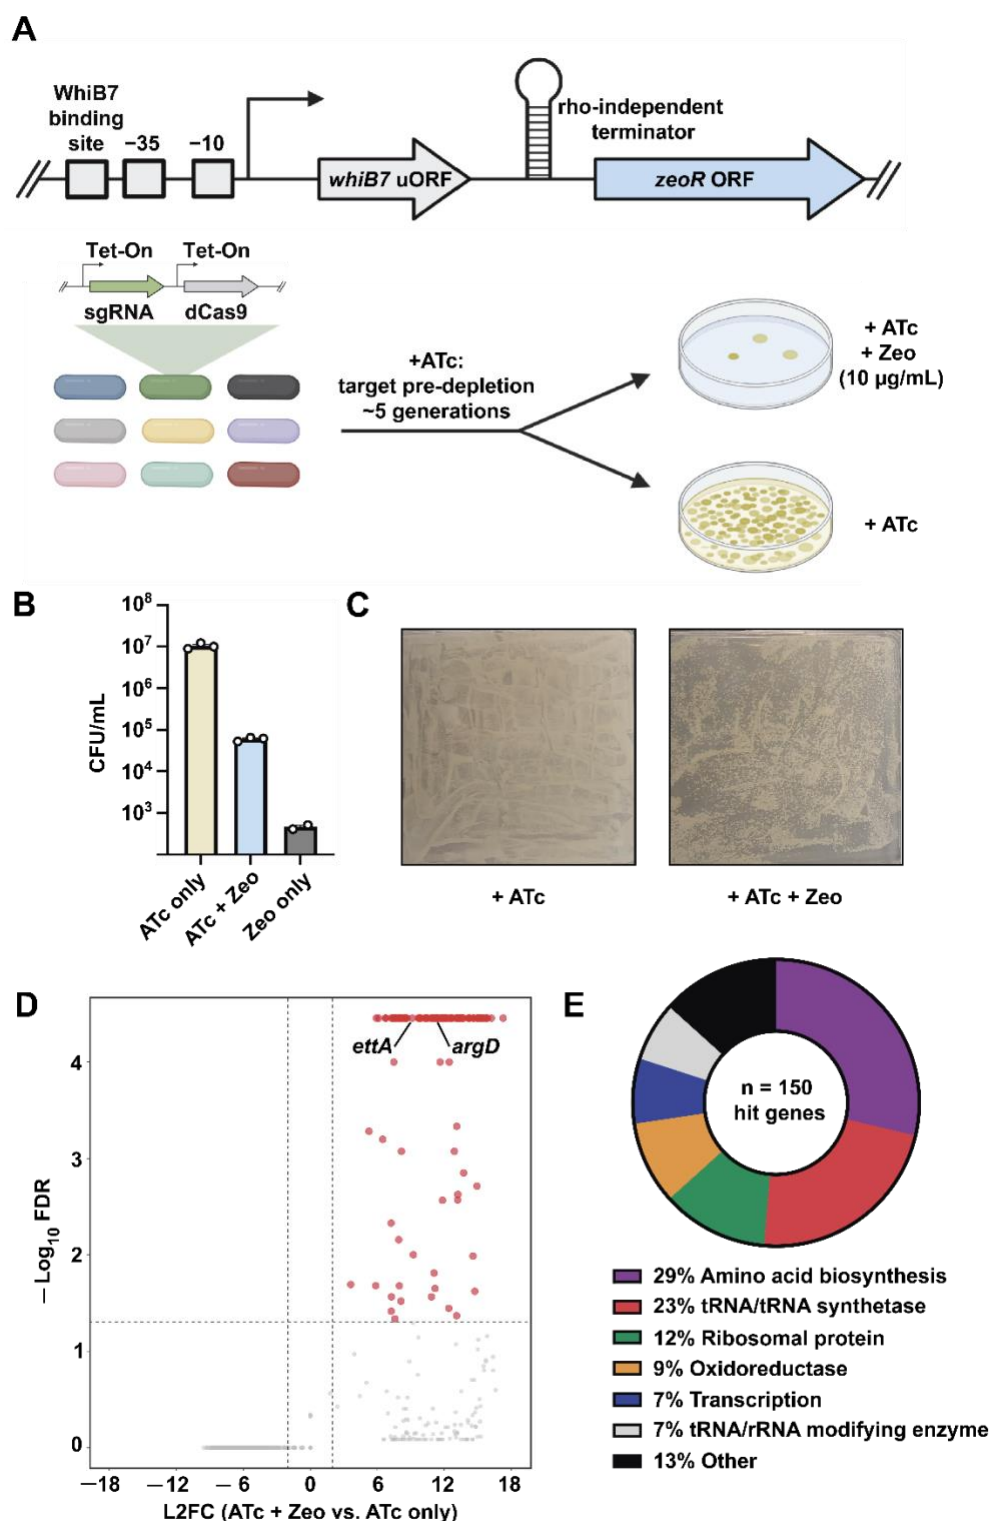 A
WhiB7
binding
site
−35
−10
rho-independent
terminator
whiB7 uORF
zeoR ORF
Tet-On
Tet-On
sgRNA
dCas9
+ATc:
target pre-depletion
~5 generations
+ ATc
+ Zeo
(10 µg/mL)
+ ATc
B
CFU/mL
10⁸
10⁷
10⁶
10⁵
10⁴
10³
ATc only
ATc + Zeo
Zeo only
C
+ ATc
+ ATc + Zeo
D
— Log₁₀ FDR
4
3
2
1
0
ettA
argD
—18
—12
— 6
0
6
12
18
L2FC (ATc + Zeo vs. ATc only)
E
n = 150
hit genes
29% Amino acid biosynthesis
23% tRNA/tRNA synthetase
12% Ribosomal protein
9% Oxidoreductase
7% Transcription
7% tRNA/rRNA modifying enzyme
13% Other